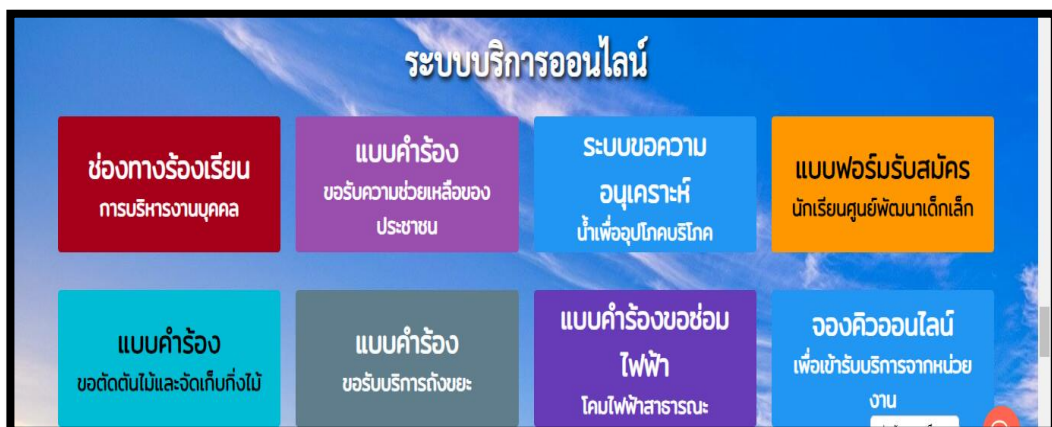 ระบบบริการออนไลน์
ช่องทางร้องเรียน
การบริหารงานบุคคล
แบบคำร้อง
ขอรับความช่วยเหลือของ
ประชาชน
ระบบขอความ
อนุเคราะห์
น้ำเพื่ออุปโภคบริโภค
แบบฟอร์มรับสมัคร
นักเรียนศูนย์พัฒนาเด็กเล็ก
แบบคำร้อง
ขอตัดต้นไม้และจัดเก็บกิ่งไม้
แบบคำร้อง
ขอรับบริการถังขยะ
แบบคำร้องขอซ่อม
ไฟฟ้า
โคมไฟฟ้าสาธารณะ
จองคิวออนไลน์
เพื่อเข้ารับบริการจากหน่วย
งาน